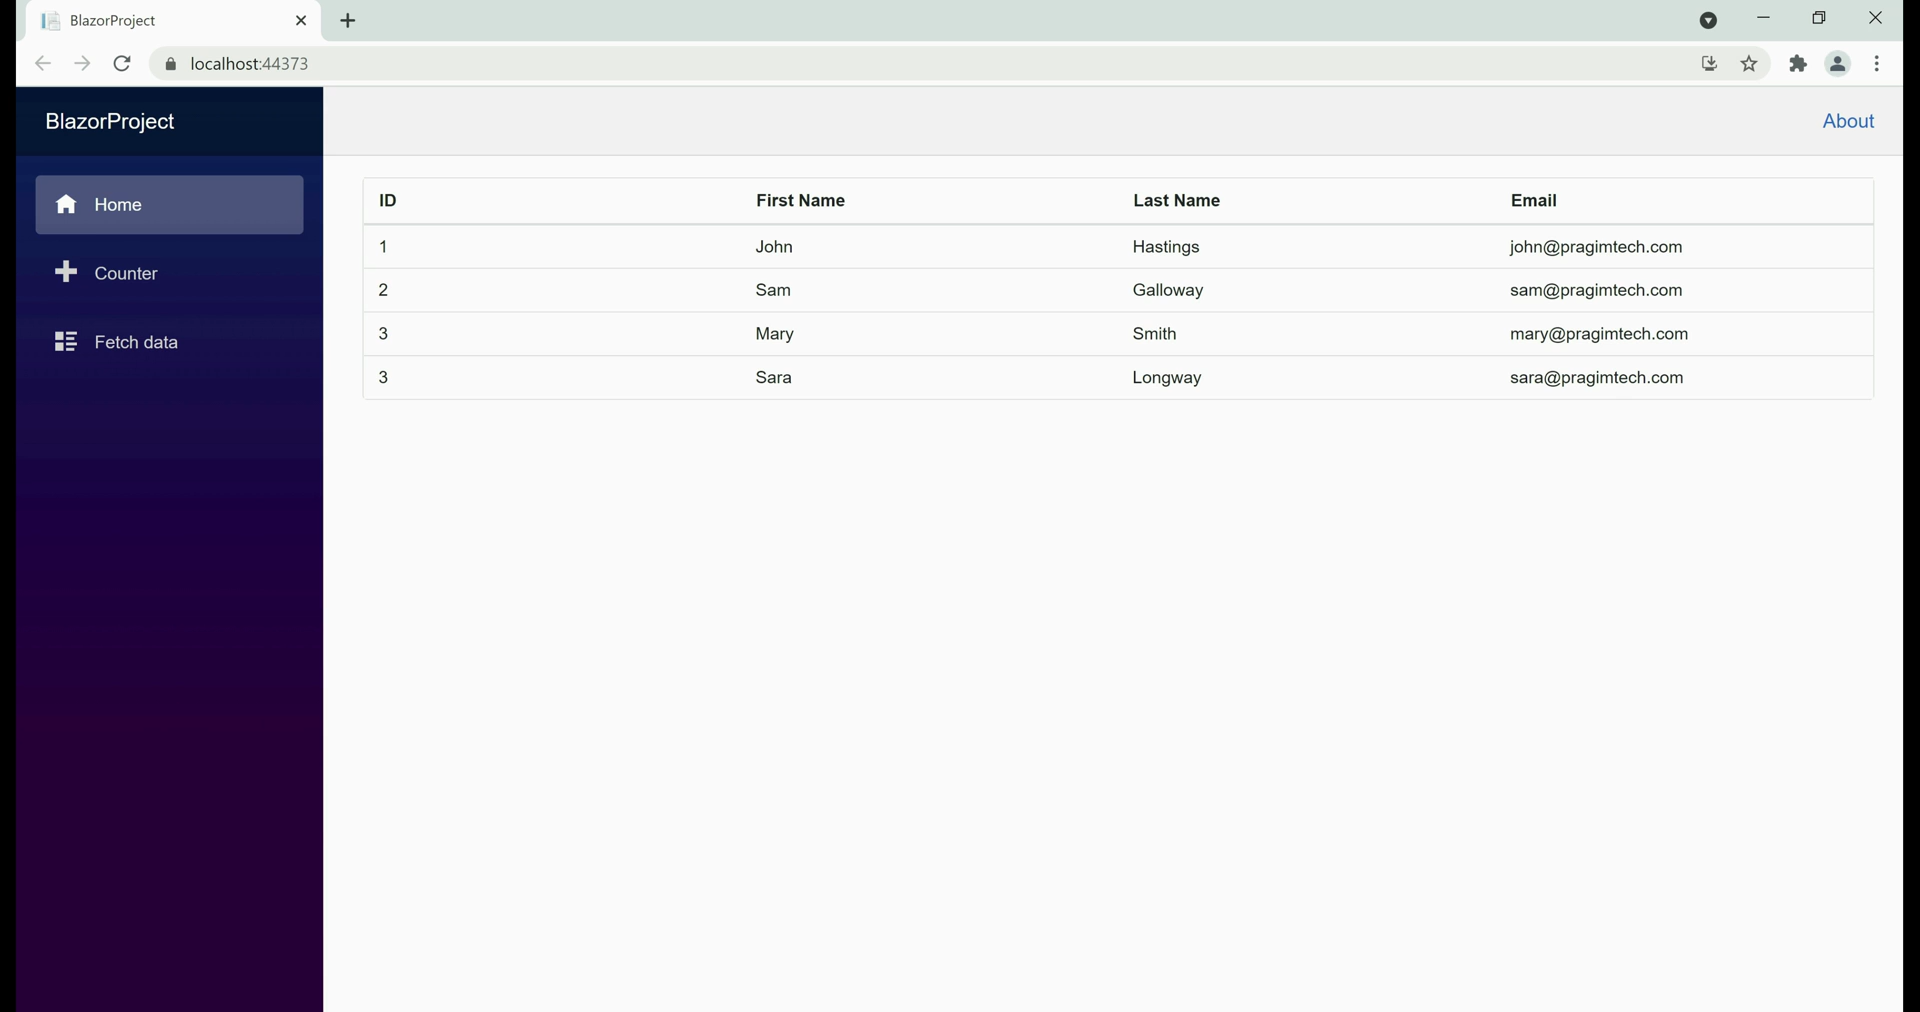 BlazorProject
localhost:44373
BlazorProject
About
Home
Counter
Fetch data
ID First Name Last Name Email
1 John Hastings john@pragimtech.com
2 Sam Galloway sam@pragimtech.com
3 Mary Smith mary@pragimtech.com
3 Sara Longway sara@pragimtech.com